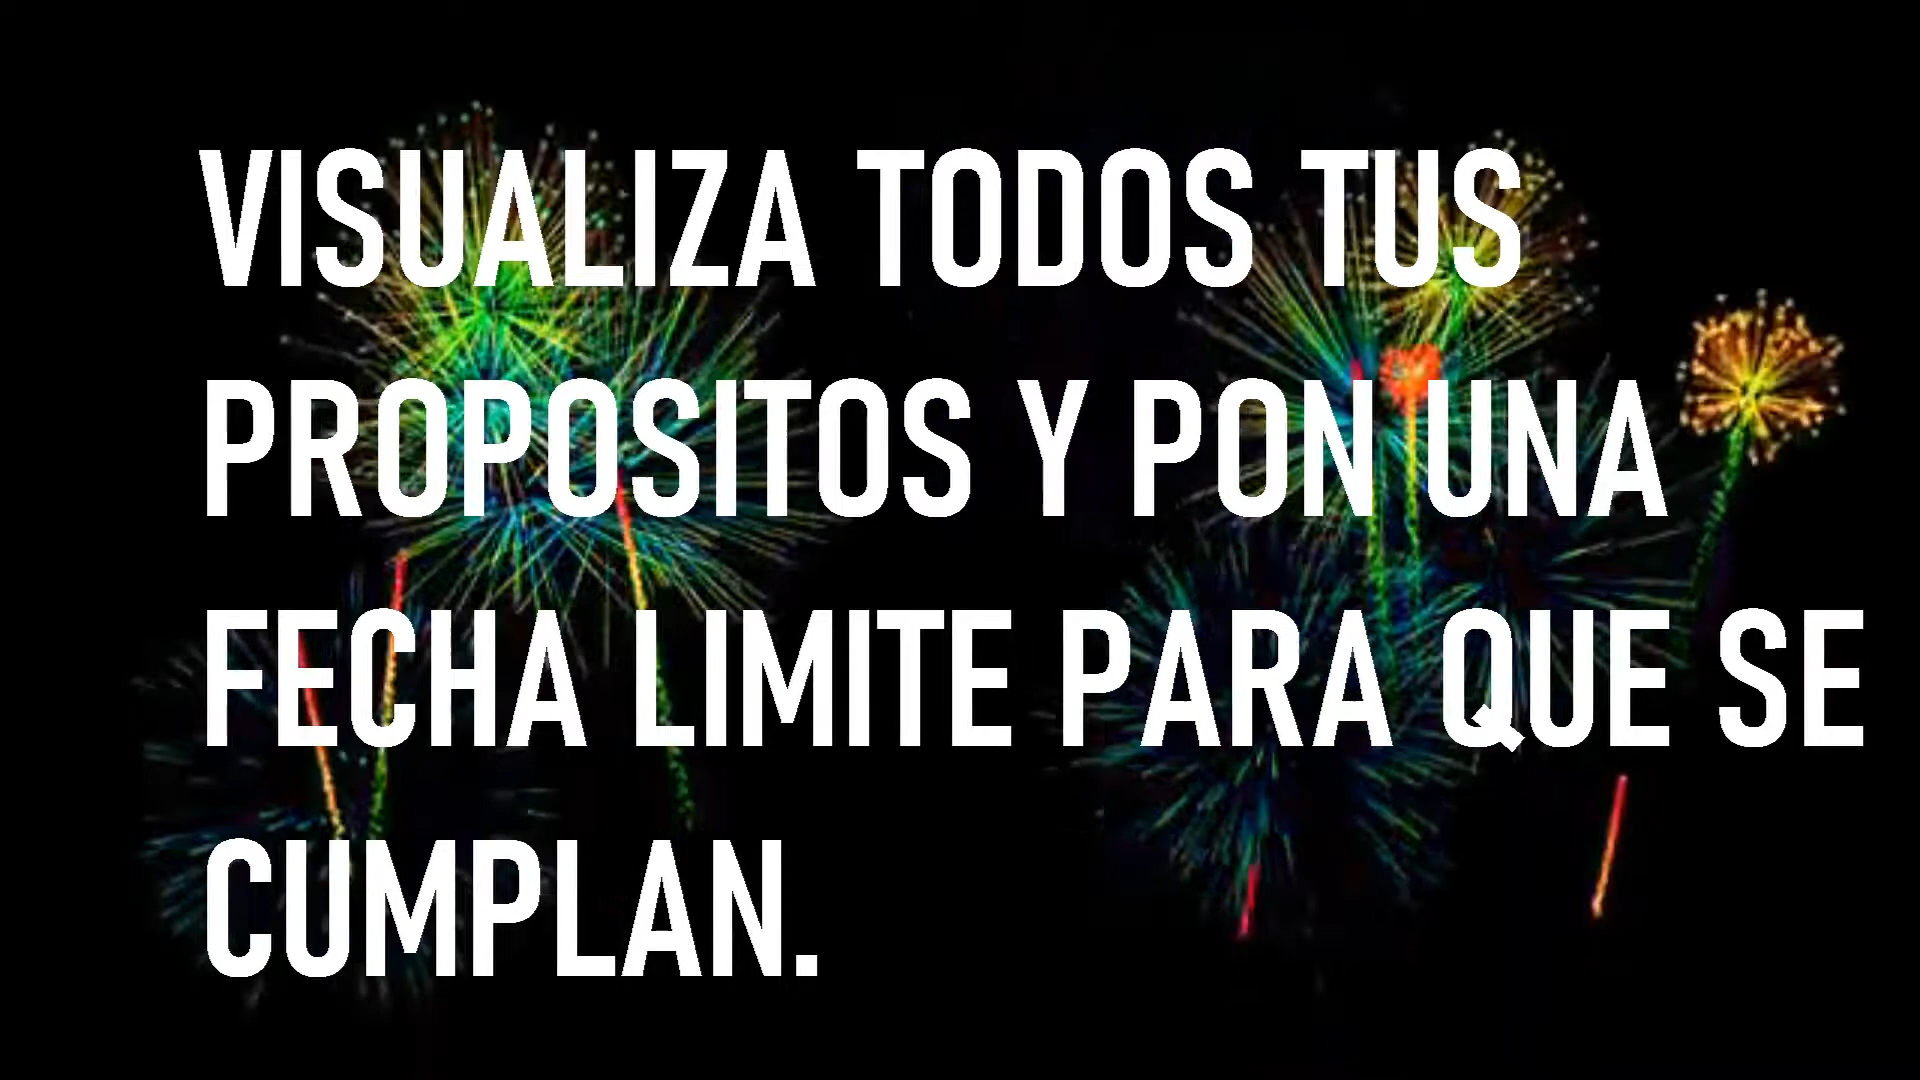 VISUALIZA TODOS TUS
PROPOSITOS Y PON UNA
FECHA LIMITE PARA QUE SE
CUMPLAN.